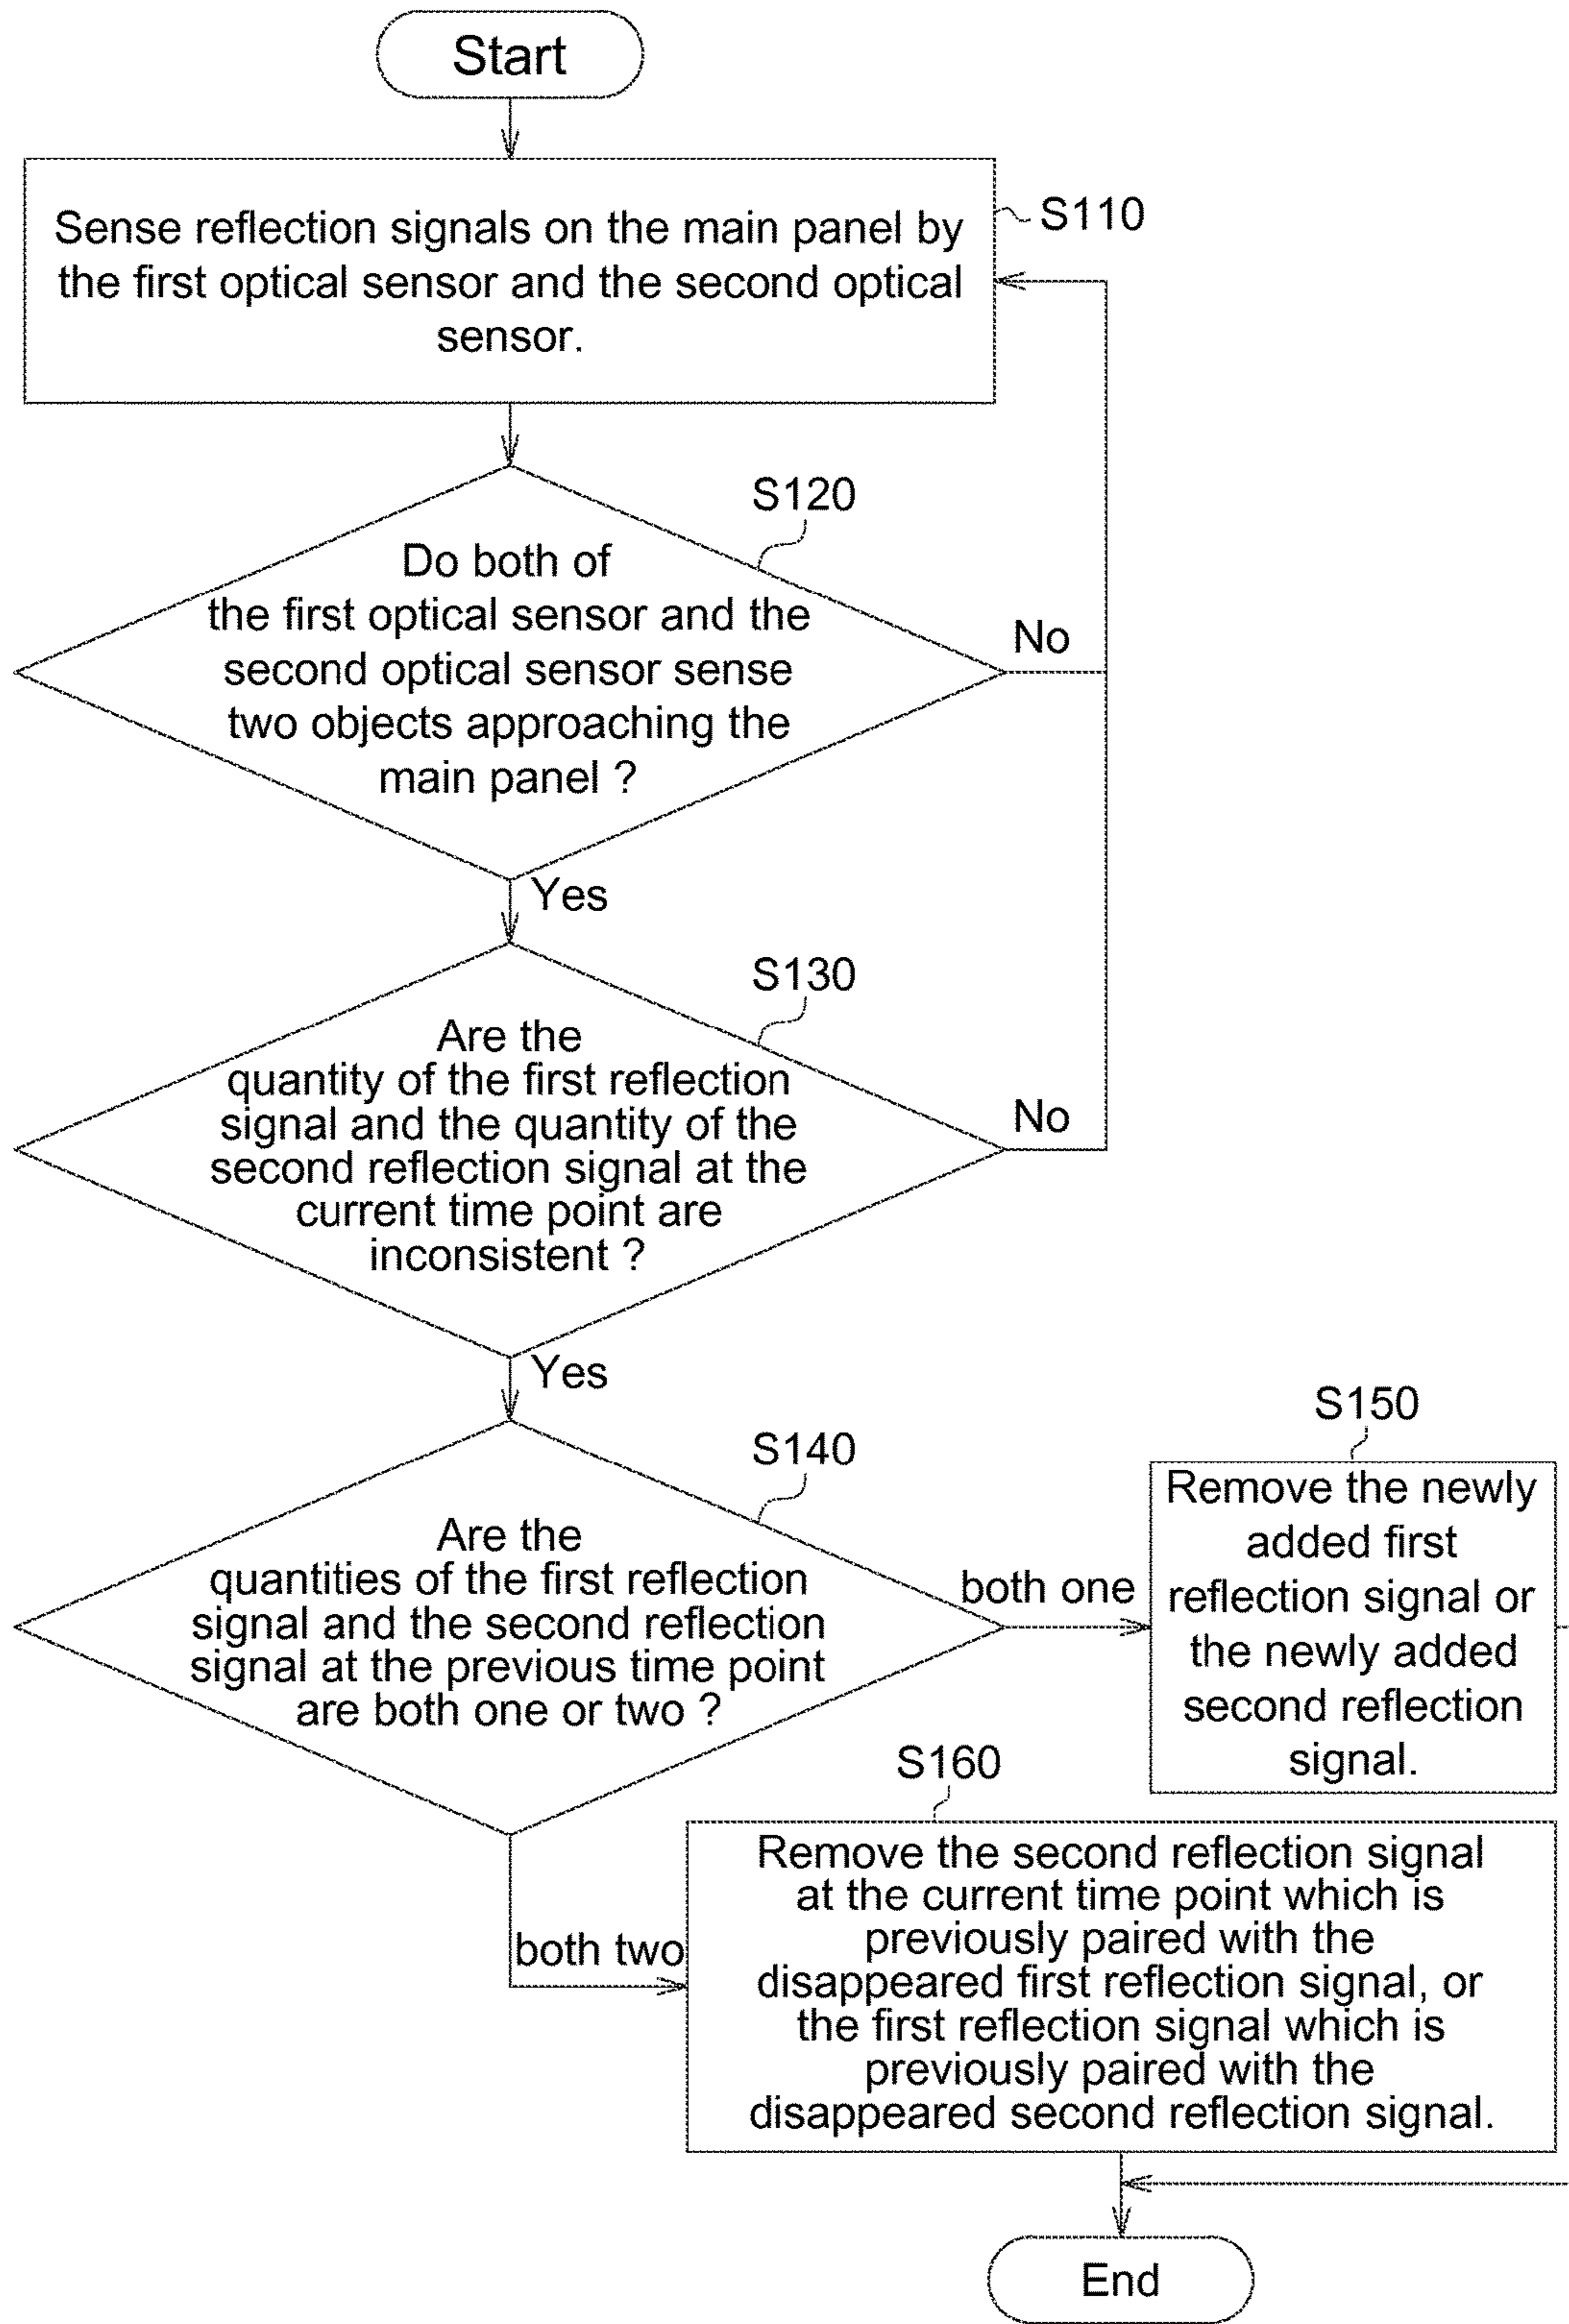 Start
S110
Sense reflection signals on the main panel by
the first optical sensor and the second optical
sensor.
S120
Do both of
the first optical sensor and the
second optical sensor sense
two objects approaching the
main panel ?
No
Yes
S130
Are the
quantity of the first reflection
signal and the quantity of the
second reflection signal at the
current time point are
inconsistent ?
No
Yes
S140
Are the
quantities of the first reflection
signal and the second reflection
signal at the previous time point
are both one or two ?
both one
S150
Remove the newly
added first
reflection signal or
the newly added
second reflection
signal.
both two
S160
Remove the second reflection signal
at the current time point which is
previously paired with the
disappeared first reflection signal, or
the first reflection signal which is
previously paired with the
disappeared second reflection signal.
End